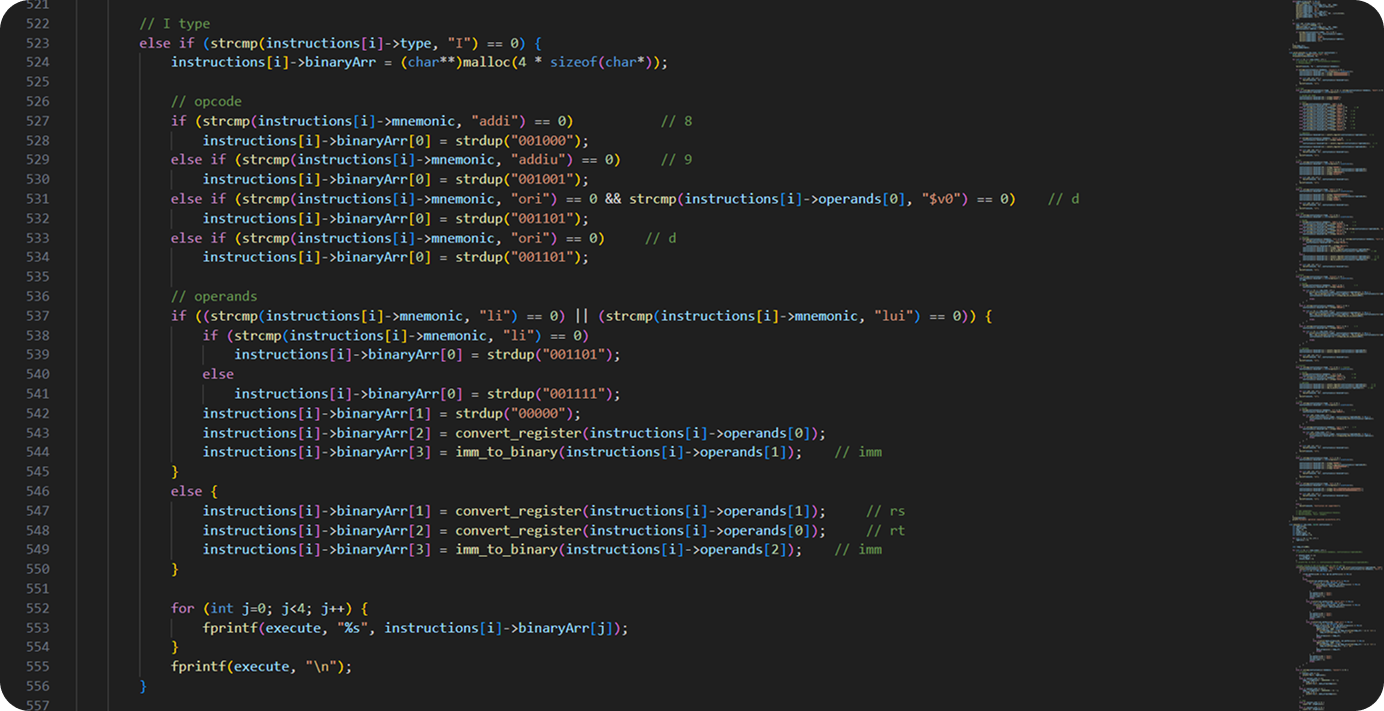 521
522 // I type
523 else if (strcmp(instructions[i]->type, "I") == 0) {
524 instructions[i]->binaryArr = (char**)malloc(4 * sizeof(char*));
525
526 // opcode
527 if (strcmp(instructions[i]->mnemonic, "addi") == 0) // 8
528 instructions[i]->binaryArr[0] = strdup("001000");
529 else if (strcmp(instructions[i]->mnemonic, "addiu") == 0) // 9
530 instructions[i]->binaryArr[0] = strdup("001001");
531 else if (strcmp(instructions[i]->mnemonic, "ori") == 0 && strcmp(instructions[i]->operands[0], "$v0") == 0) // d
532 instructions[i]->binaryArr[0] = strdup("001101");
533 else if (strcmp(instructions[i]->mnemonic, "ori") == 0) // d
534 instructions[i]->binaryArr[0] = strdup("001101");
535
536 // operands
537 if ((strcmp(instructions[i]->mnemonic, "li") == 0) || (strcmp(instructions[i]->mnemonic, "lui") == 0)) {
538 if (strcmp(instructions[i]->mnemonic, "li") == 0)
539 instructions[i]->binaryArr[0] = strdup("001101");
540 else
541 instructions[i]->binaryArr[0] = strdup("001111");
542 instructions[i]->binaryArr[1] = strdup("00000");
543 instructions[i]->binaryArr[2] = convert_register(instructions[i]->operands[0]);
544 instructions[i]->binaryArr[3] = imm_to_binary(instructions[i]->operands[1]); // imm
545 }
546 else {
547 instructions[i]->binaryArr[1] = convert_register(instructions[i]->operands[1]); // rs
548 instructions[i]->binaryArr[2] = convert_register(instructions[i]->operands[0]); // rt
549 instructions[i]->binaryArr[3] = imm_to_binary(instructions[i]->operands[2]); // imm
550 }
551
552 for (int j=0; j<4; j++) {
553 fprintf(execute, "%s", instructions[i]->binaryArr[j]);
554 }
555 fprintf(execute, "\n");
556 }
557